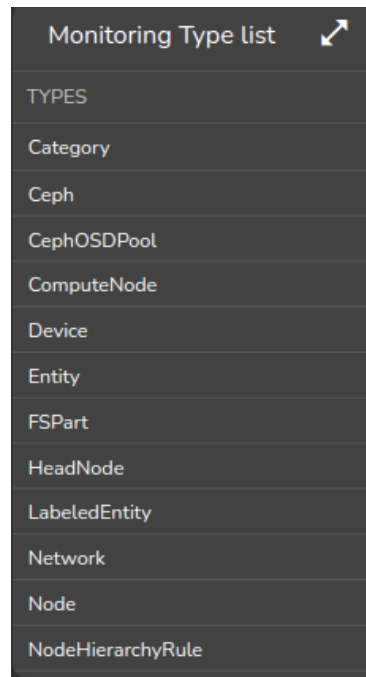 Monitoring Type list
TYPES
Category
Ceph
CephOSDPool
ComputeNode
Device
Entity
FSPart
HeadNode
LabeledEntity
Network
Node
NodeHierarchyRule